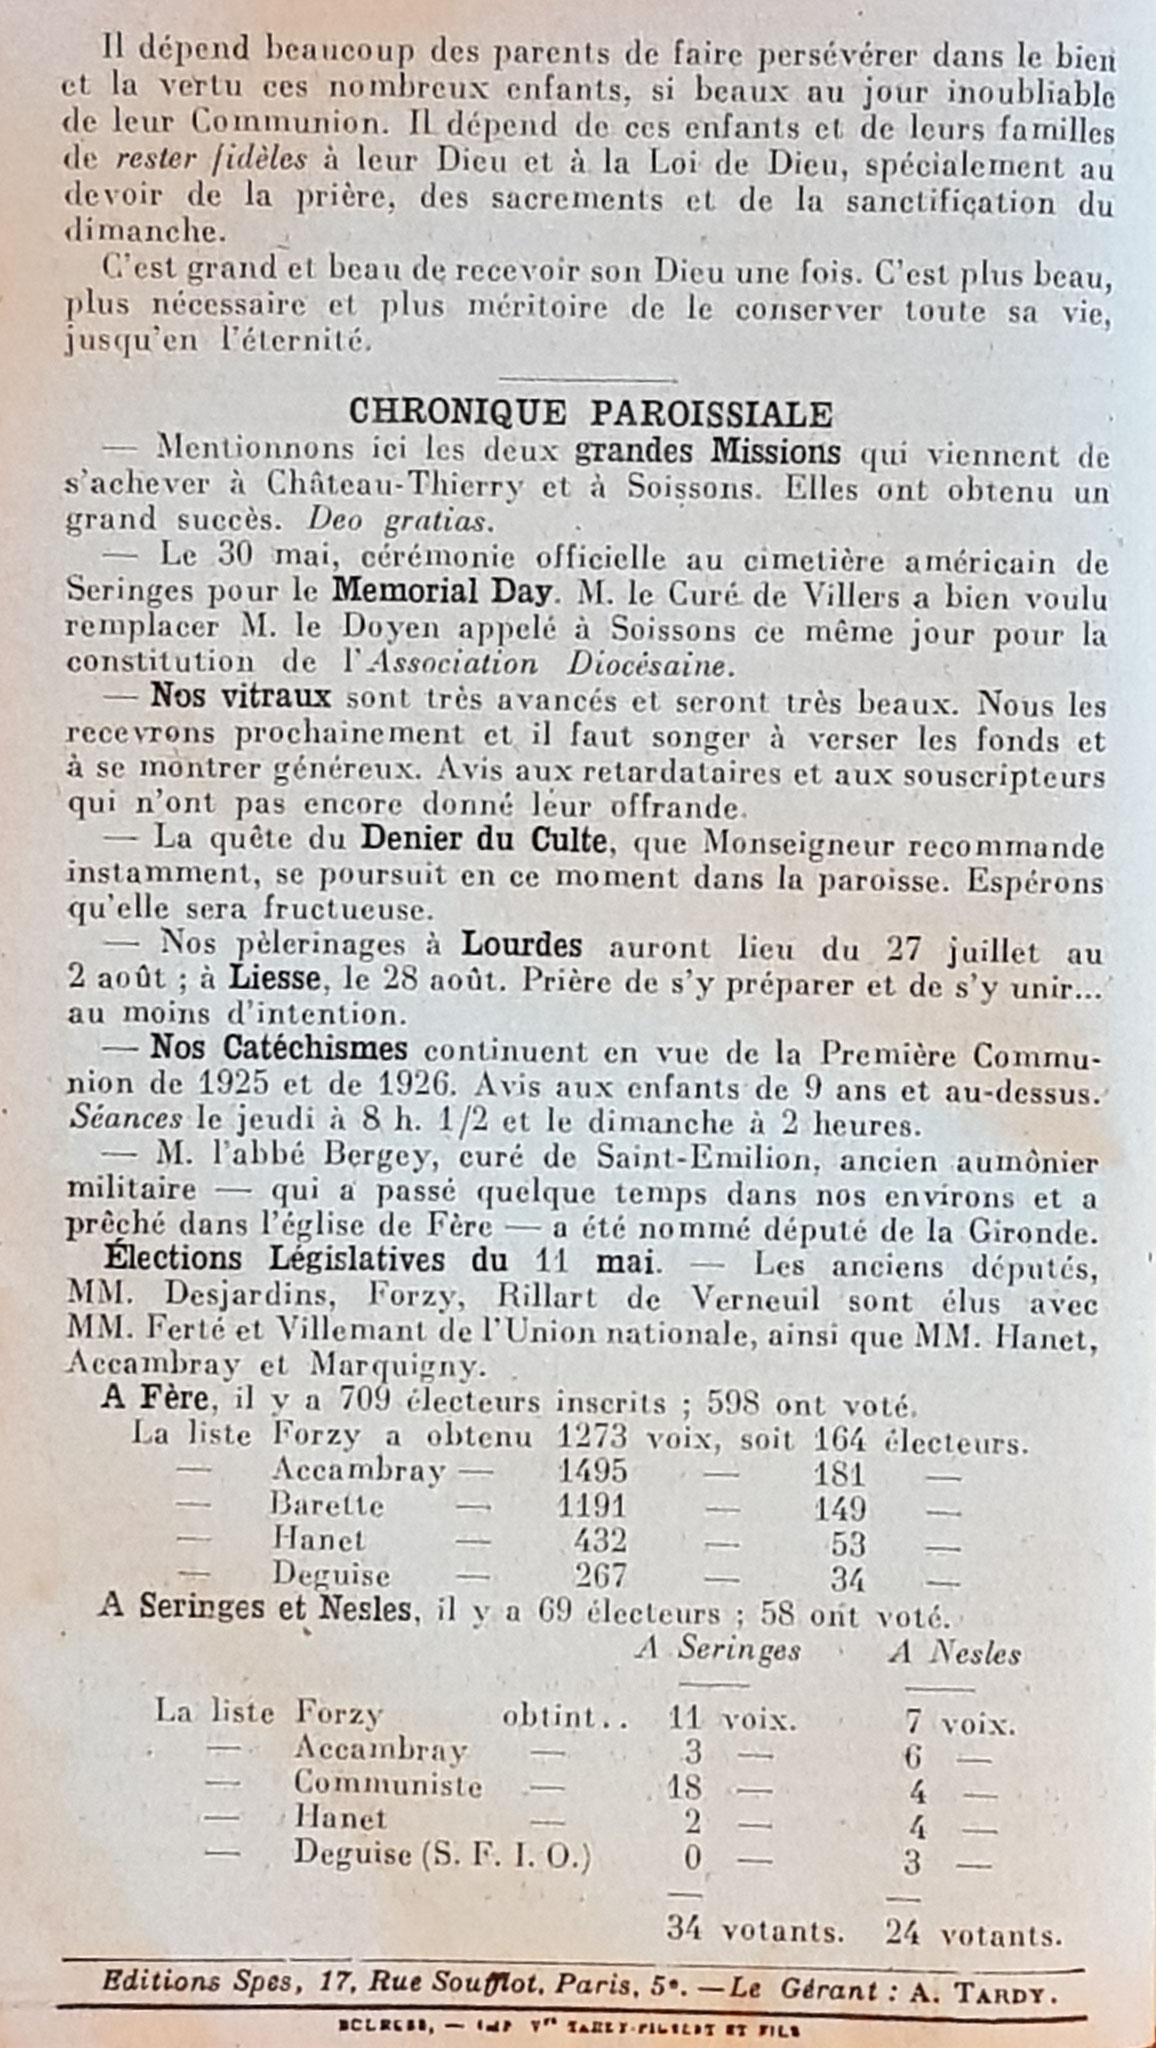 Il dépend beaucoup des parents de faire persévérer dans le bien
et la vertu ces nombreux enfants, si beaux au jour inoubliable
de leur Communion. Il dépend de ces enfants et de leurs familles
de rester fidèles à leur Dieu et à la Loi de Dieu, spécialement au
devoir de la prière, des sacrements et de la sanctification du
dimanche.
C'est grand et beau de recevoir son Dieu une fois. C'est plus beau,
plus nécessaire et plus méritoire de le conserver toute sa vie,
jusqu'en l'éternité.
CHRONIQUE PAROISSIALE
— Mentionnons ici les deux grandes Missions qui viennent de
s'achever à Château-Thierry et à Soissons. Elles ont obtenu un
grand succès. Deo gratias.
— Le 30 mai, cérémonie officielle au cimetière américain de
Seringes pour le Memorial Day. M. le Curé de Villers a bien voulu
remplacer M. le Doyen appelé à Soissons ce même jour pour la
constitution de l'Association Diocésaine.
— Nos vitraux sont très avancés et seront très beaux. Nous les
recevrons prochainement et il faut songer à verser les fonds et
à se montrer généreux. Avis aux retardataires et aux souscripteurs
qui n'ont pas encore donné leur offrande.
— La quête du Denier du Culte, que Monseigneur recommande
instamment, se poursuit en ce moment dans la paroisse. Espérons
qu'elle sera fructueuse.
— Nos pèlerinages à Lourdes auront lieu du 27 juillet au
2 août ; à Liesse, le 28 août. Prière de s'y préparer et de s'y unir...
au moins d'intention.
— Nos Catéchismes continuent en vue de la Première Commu-
nion de 1925 et de 1926. Avis aux enfants de 9 ans et au-dessus.
Séances le jeudi à 8 h. 1/2 et le dimanche à 2 heures.
— M. l'abbé Bergey, curé de Saint-Emilion, ancien aumônier
militaire — qui a passé quelque temps dans nos environs et a
prêché dans l'église de Fère — a été nommé député de la Gironde.
Élections Législatives du 11 mai. — Les anciens députés,
MM. Desjardins, Forzy, Rillart de Verneuil sont élus avec
MM. Ferté et Villemant de l'Union nationale, ainsi que MM. Hanet,
Accambray et Marquigny.
A Fère, il y a 709 électeurs inscrits ; 598 ont voté.
La liste Forzy a obtenu 1273 voix, soit 164 électeurs.
— Accambray — 1495 — 181 —
— Barette — 1191 — 149 —
— Hanet — 432 — 53 —
— Deguise — 267 — 34 —
A Seringes et Nesles, il y a 69 électeurs ; 58 ont voté.
A Seringes A Nesles
La liste Forzy obtint.. 11 voix. 7 voix.
— Accambray — 3 — 6 —
— Communiste — 18 — 4 —
— Hanet — 2 — 4 —
— Deguise (S. F. I. O.) 0 — 3 —
34 votants. 24 votants.
Editions Spes, 17, Rue Soufflot, Paris, 5e. — Le Gérant : A. TARDY.
ET FILS